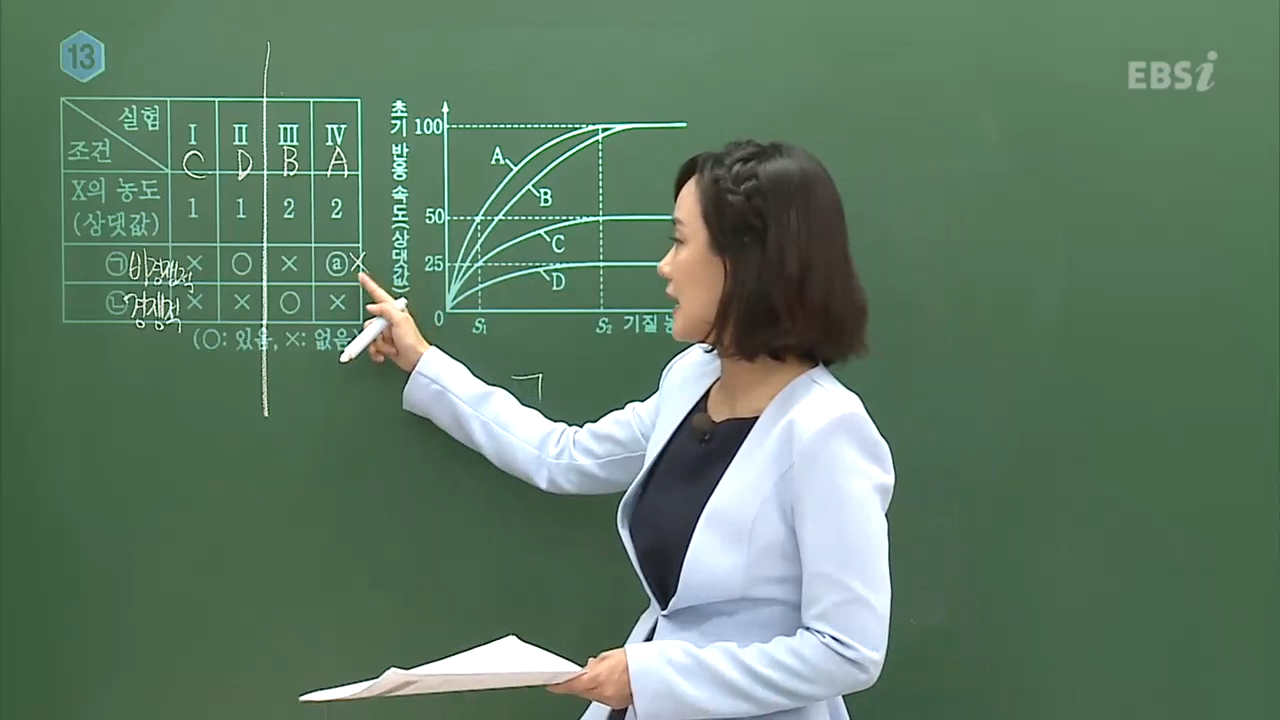 13
EBSi
실험 Ⅰ Ⅱ Ⅲ Ⅳ
조건 C D B A
X의 농도
(상댓값) 1 1 2 2
㉠ 비경쟁적 × ○ × ⓐ ×
㉡ 경쟁적 × × ○ ×
(○: 있음, ×: 없음)
초기 반응 속도(상댓값)
100
50
25
0
A
B
C
D
S₁ S₂ 기질 농
ㄱ